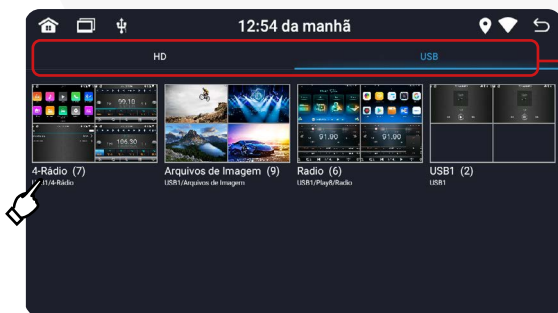 12:54 da manhã
HD USB
99.10
106.30
91.90 91.90
4-Rádio (7) Arquivos de Imagem (9) Radio (6) USB1 (2)
USB1/Arquivos de Imagem USB1/Play8/Radio USB1